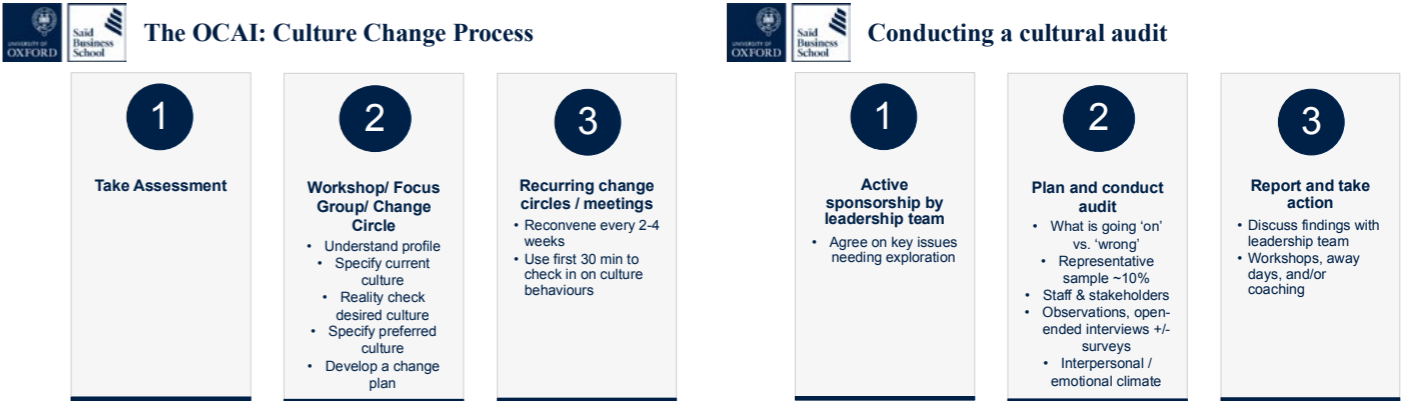 UNIVERSITY OF
OXFORD
Saïd
Business
School
The OCAI: Culture Change Process
1
Take Assessment
2
Workshop/ Focus
Group/ Change
Circle
• Understand profile
• Specify current
culture
• Reality check
desired culture
• Specify preferred
culture
• Develop a change
plan
3
Recurring change
circles / meetings
• Reconvene every 2-4
weeks
• Use first 30 min to
check in on culture
behaviours
UNIVERSITY OF
OXFORD
Saïd
Business
School
Conducting a cultural audit
1
Active
sponsorship by
leadership team
• Agree on key issues
needing exploration
2
Plan and conduct
audit
• What is going ‘on’
vs. ‘wrong’
• Representative
sample ~10%
• Staff & stakeholders
• Observations, open-
ended interviews +/-
surveys
• Interpersonal /
emotional climate
3
Report and take
action
• Discuss findings with
leadership team
• Workshops, away
days, and/or
coaching